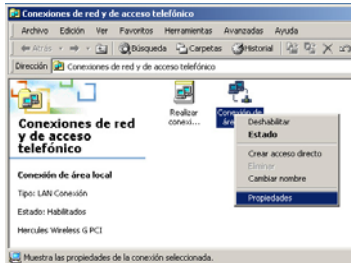 Conexiones de red y de acceso telefónico
Archivo Edición Ver Favoritos Herramientas Avanzadas Ayuda
Atrás Búsqueda Carpetas Historial
Dirección Conexiones de red y de acceso telefónico
Conexiones de red
y de acceso
telefónico
Conexión de área local
Tipo: LAN Conexión
Estado: Habilitados
Hercules Wireless G PCI
Realizar
conexi...
Conexión de
áre
Deshabilitar
Estado
Crear acceso directo
Eliminar
Cambiar nombre
Propiedades
Muestra las propiedades de la conexión seleccionada.